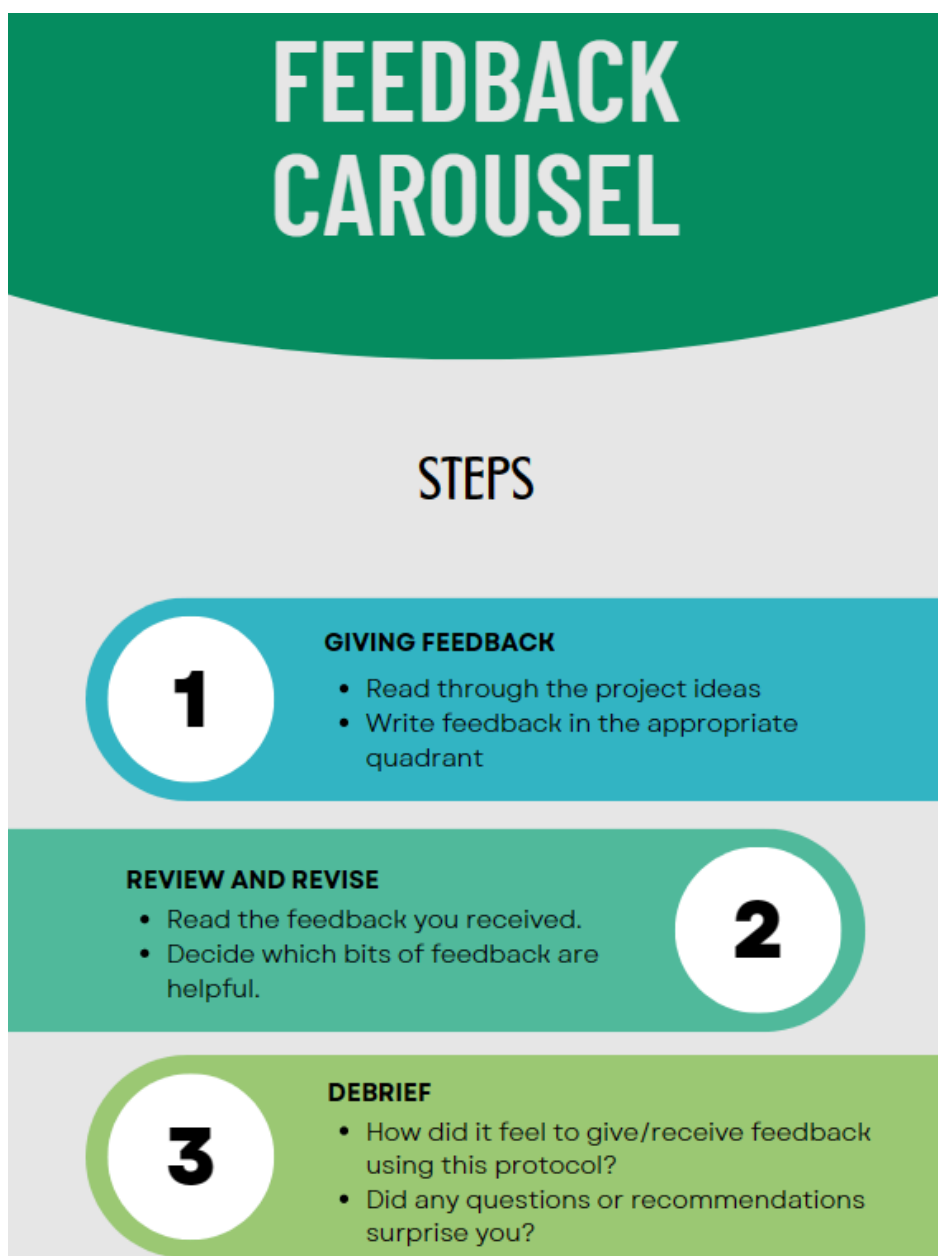 FEEDBACK
CAROUSEL
STEPS
1
GIVING FEEDBACK
• Read through the project ideas
• Write feedback in the appropriate
quadrant
REVIEW AND REVISE
• Read the feedback you received.
• Decide which bits of feedback are
helpful.
2
3
DEBRIEF
• How did it feel to give/receive feedback
using this protocol?
• Did any questions or recommendations
surprise you?